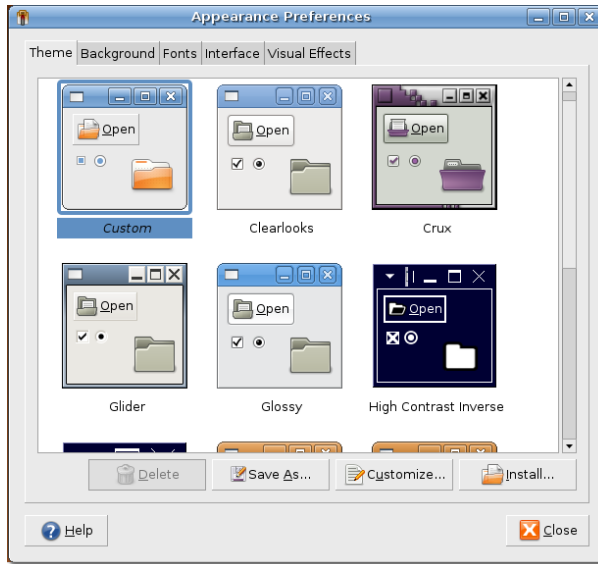 Appearance Preferences
Theme Background Fonts Interface Visual Effects
Open Open Open
Custom Clearlooks Crux
Open Open Open
Glider Glossy High Contrast Inverse
Delete Save As... Customize... Install...
Help Close